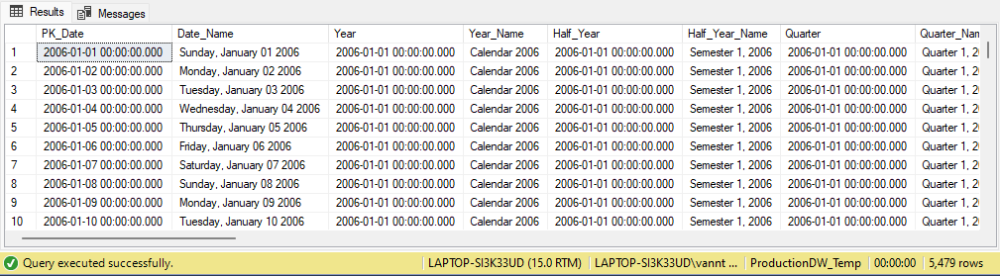 Results Messages
PK_Date Date_Name Year Year_Name Half_Year Half_Year_Name Quarter Quarter_Nam
1 2006-01-01 00:00:00.000 Sunday, January 01 2006 2006-01-01 00:00:00.000 Calendar 2006 2006-01-01 00:00:00.000 Semester 1, 2006 2006-01-01 00:00:00.000 Quarter 1, 20
2 2006-01-02 00:00:00.000 Monday, January 02 2006 2006-01-01 00:00:00.000 Calendar 2006 2006-01-01 00:00:00.000 Semester 1, 2006 2006-01-01 00:00:00.000 Quarter 1, 20
3 2006-01-03 00:00:00.000 Tuesday, January 03 2006 2006-01-01 00:00:00.000 Calendar 2006 2006-01-01 00:00:00.000 Semester 1, 2006 2006-01-01 00:00:00.000 Quarter 1, 20
4 2006-01-04 00:00:00.000 Wednesday, January 04 2006 2006-01-01 00:00:00.000 Calendar 2006 2006-01-01 00:00:00.000 Semester 1, 2006 2006-01-01 00:00:00.000 Quarter 1, 20
5 2006-01-05 00:00:00.000 Thursday, January 05 2006 2006-01-01 00:00:00.000 Calendar 2006 2006-01-01 00:00:00.000 Semester 1, 2006 2006-01-01 00:00:00.000 Quarter 1, 20
6 2006-01-06 00:00:00.000 Friday, January 06 2006 2006-01-01 00:00:00.000 Calendar 2006 2006-01-01 00:00:00.000 Semester 1, 2006 2006-01-01 00:00:00.000 Quarter 1, 20
7 2006-01-07 00:00:00.000 Saturday, January 07 2006 2006-01-01 00:00:00.000 Calendar 2006 2006-01-01 00:00:00.000 Semester 1, 2006 2006-01-01 00:00:00.000 Quarter 1, 20
8 2006-01-08 00:00:00.000 Sunday, January 08 2006 2006-01-01 00:00:00.000 Calendar 2006 2006-01-01 00:00:00.000 Semester 1, 2006 2006-01-01 00:00:00.000 Quarter 1, 20
9 2006-01-09 00:00:00.000 Monday, January 09 2006 2006-01-01 00:00:00.000 Calendar 2006 2006-01-01 00:00:00.000 Semester 1, 2006 2006-01-01 00:00:00.000 Quarter 1, 20
10 2006-01-10 00:00:00.000 Tuesday, January 10 2006 2006-01-01 00:00:00.000 Calendar 2006 2006-01-01 00:00:00.000 Semester 1, 2006 2006-01-01 00:00:00.000 Quarter 1, 20
Query executed successfully. LAPTOP-SI3K33UD (15.0 RTM) LAPTOP-SI3K33UD\vannt ... ProductionDW_Temp 00:00:00 5,479 rows